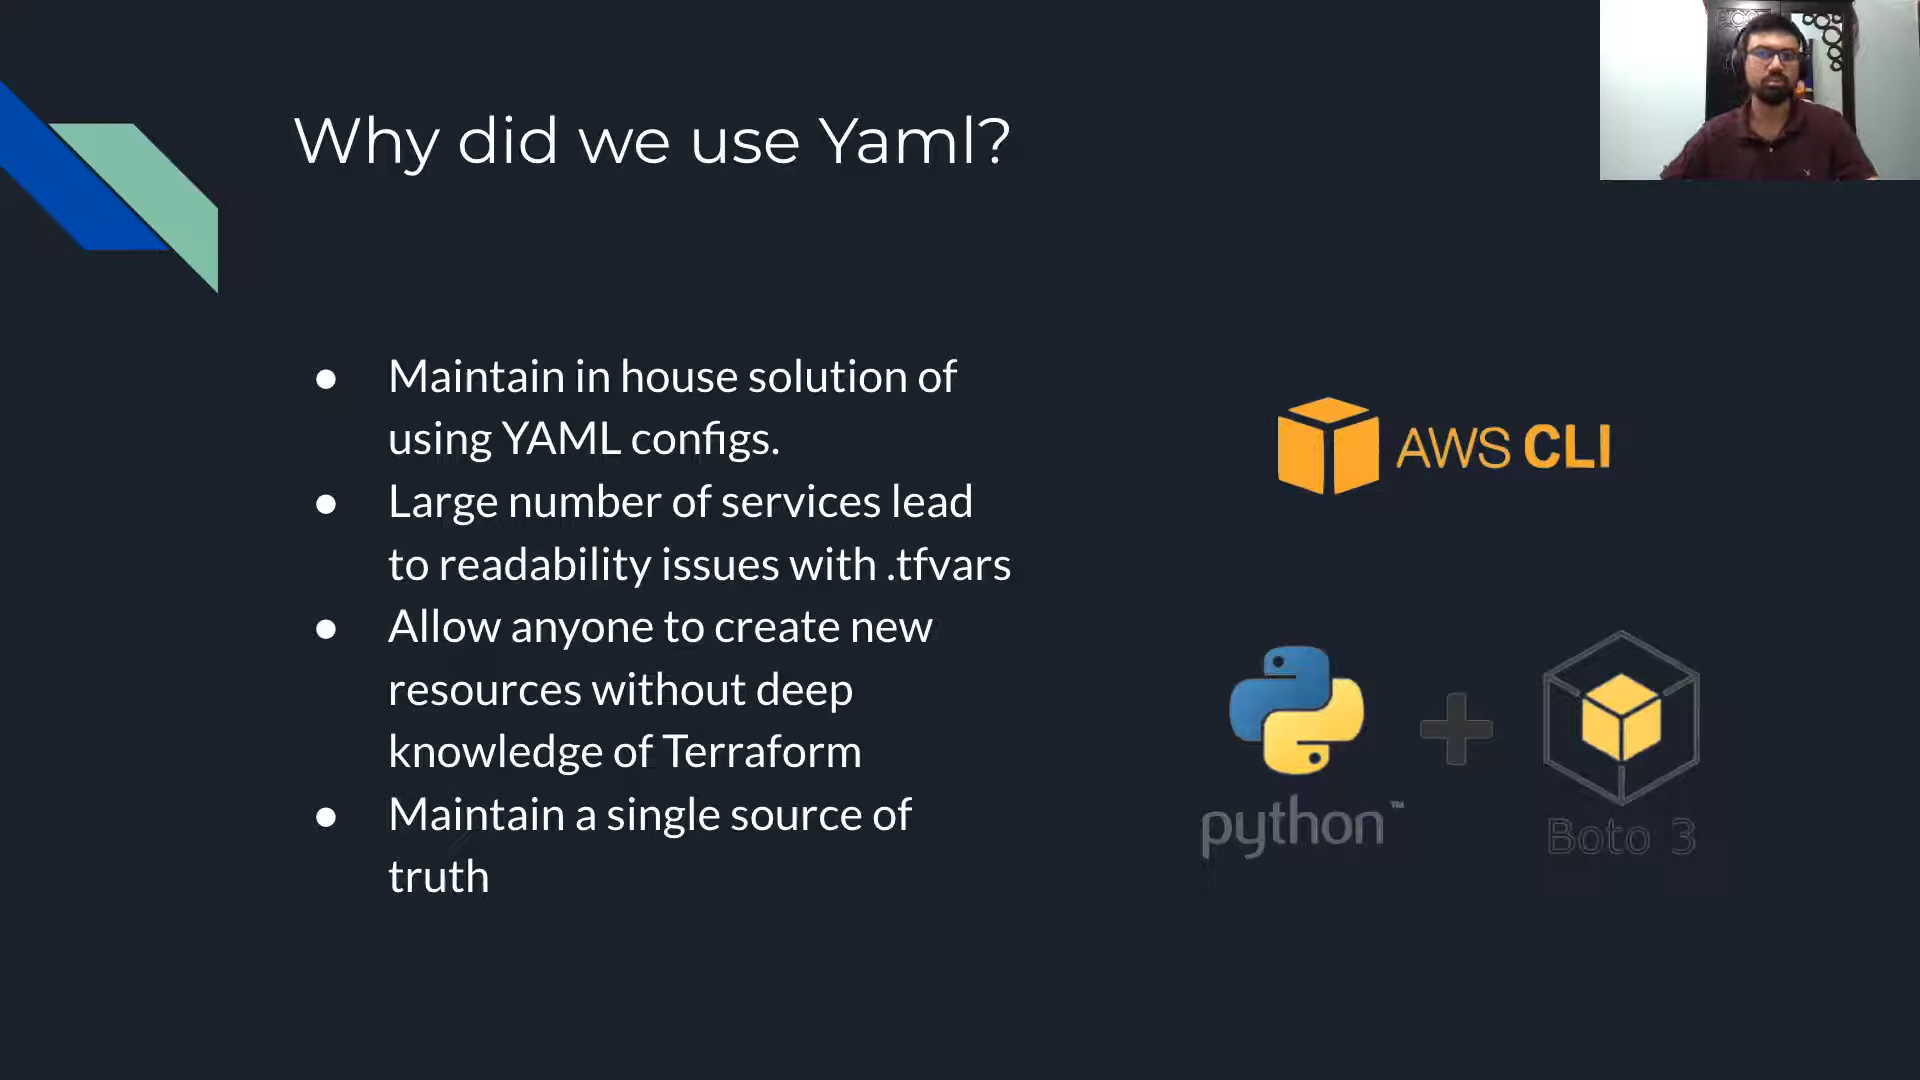 Why did we use Yaml?
● Maintain in house solution of
using YAML configs.
● Large number of services lead
to readability issues with .tfvars
● Allow anyone to create new
resources without deep
knowledge of Terraform
● Maintain a single source of
truth
AWS CLI
python™
Boto 3